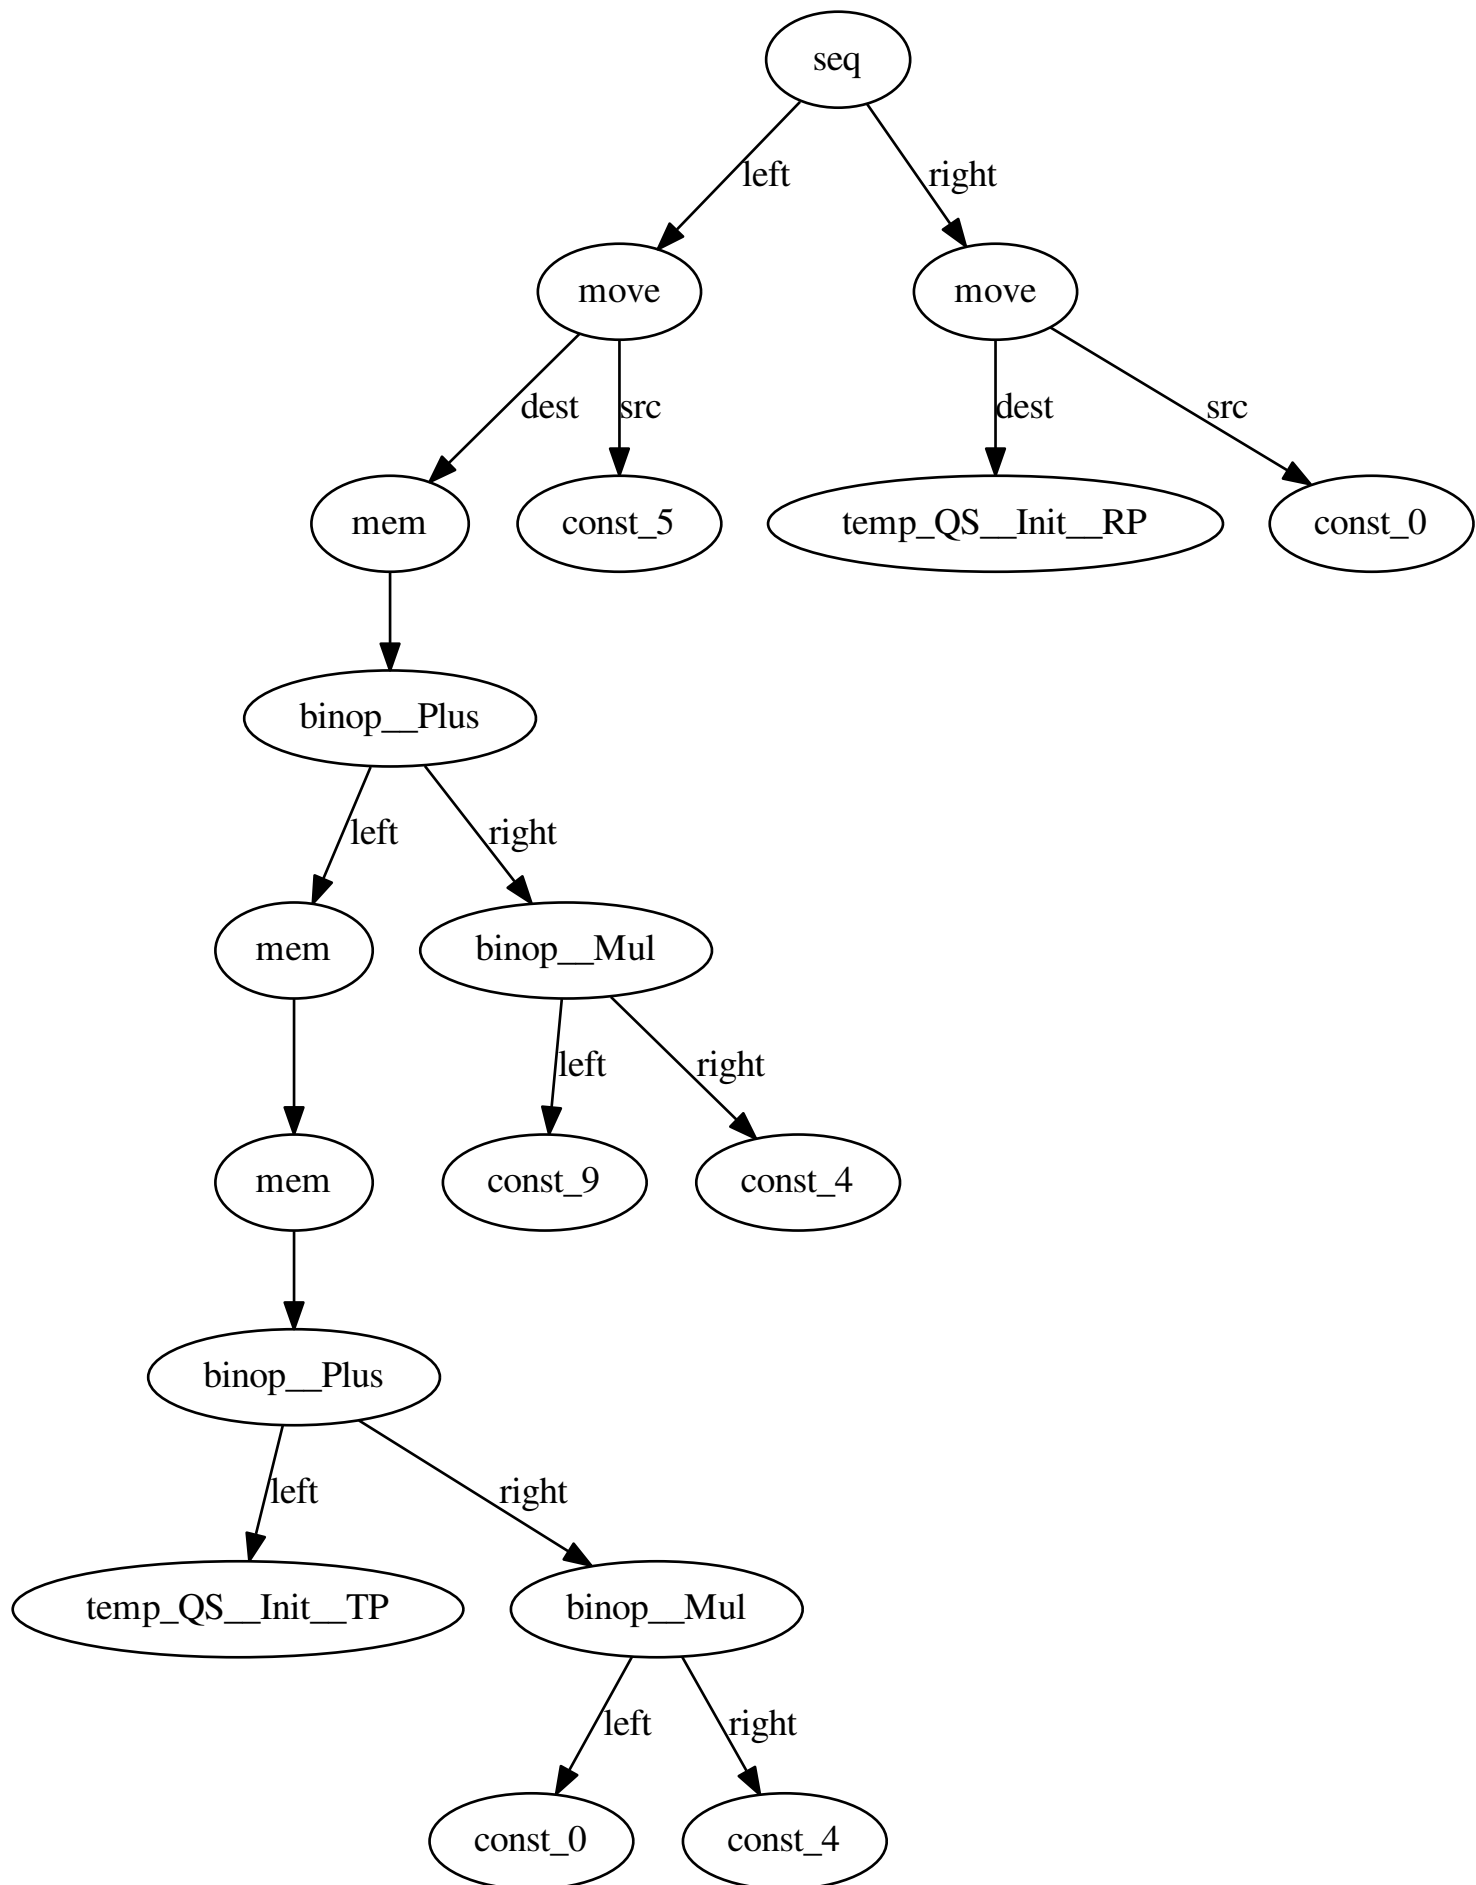 seq
left
right
move
move
dest
src
dest
src
mem
const_5
temp_QS__Init__RP
const_0
binop__Plus
left
right
mem
binop__Mul
left
right
mem
const_9
const_4
binop__Plus
left
right
temp_QS__Init__TP
binop__Mul
left
right
const_0
const_4